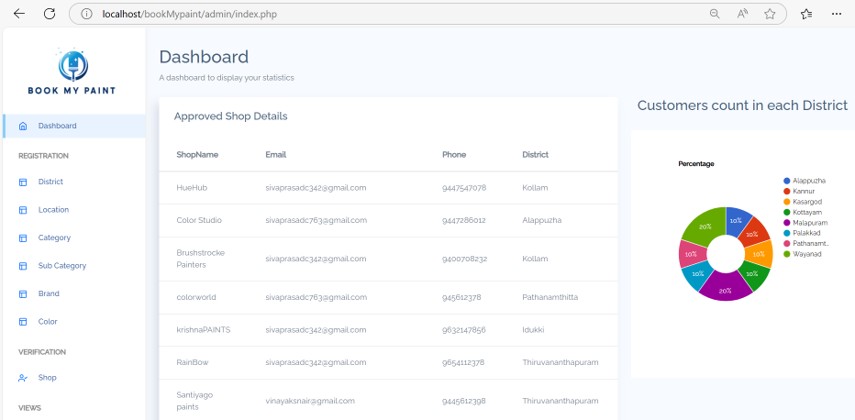 localhost/bookMypaint/admin/index.php
BOOK MY PAINT
Dashboard
REGISTRATION
District
Location
Category
Sub Category
Brand
Color
VERIFICATION
Shop
VIEWS
Dashboard
A dashboard to display your statistics
Approved Shop Details
ShopName Email Phone District
HueHub sivaprasadc342@gmail.com 9447547078 Kollam
Color Studio sivaprasadc763@gmail.com 9447286012 Alappuzha
Brushstrocke
Painters sivaprasadc342@gmail.com 9400708232 Kollam
colorworld sivaprasadc763@gmail.com 945612378 Pathanamthitta
krishnaPAINTS sivaprasadc342@gmail.com 9632147856 Idukki
RainBow sivaprasadc342@gmail.com 9654112378 Thiruvananthapuram
Santiyago
paints vinayaksnair@gmail.com 9445612398 Thiruvananthapuram
Customers count in each District
Percentage
10%
10%
10%
10%
20%
10%
10%
20%
Alappuzha
Kannur
Kasargod
Kottayam
Malapuram
Palakkad
Pathanamt...
Wayanad